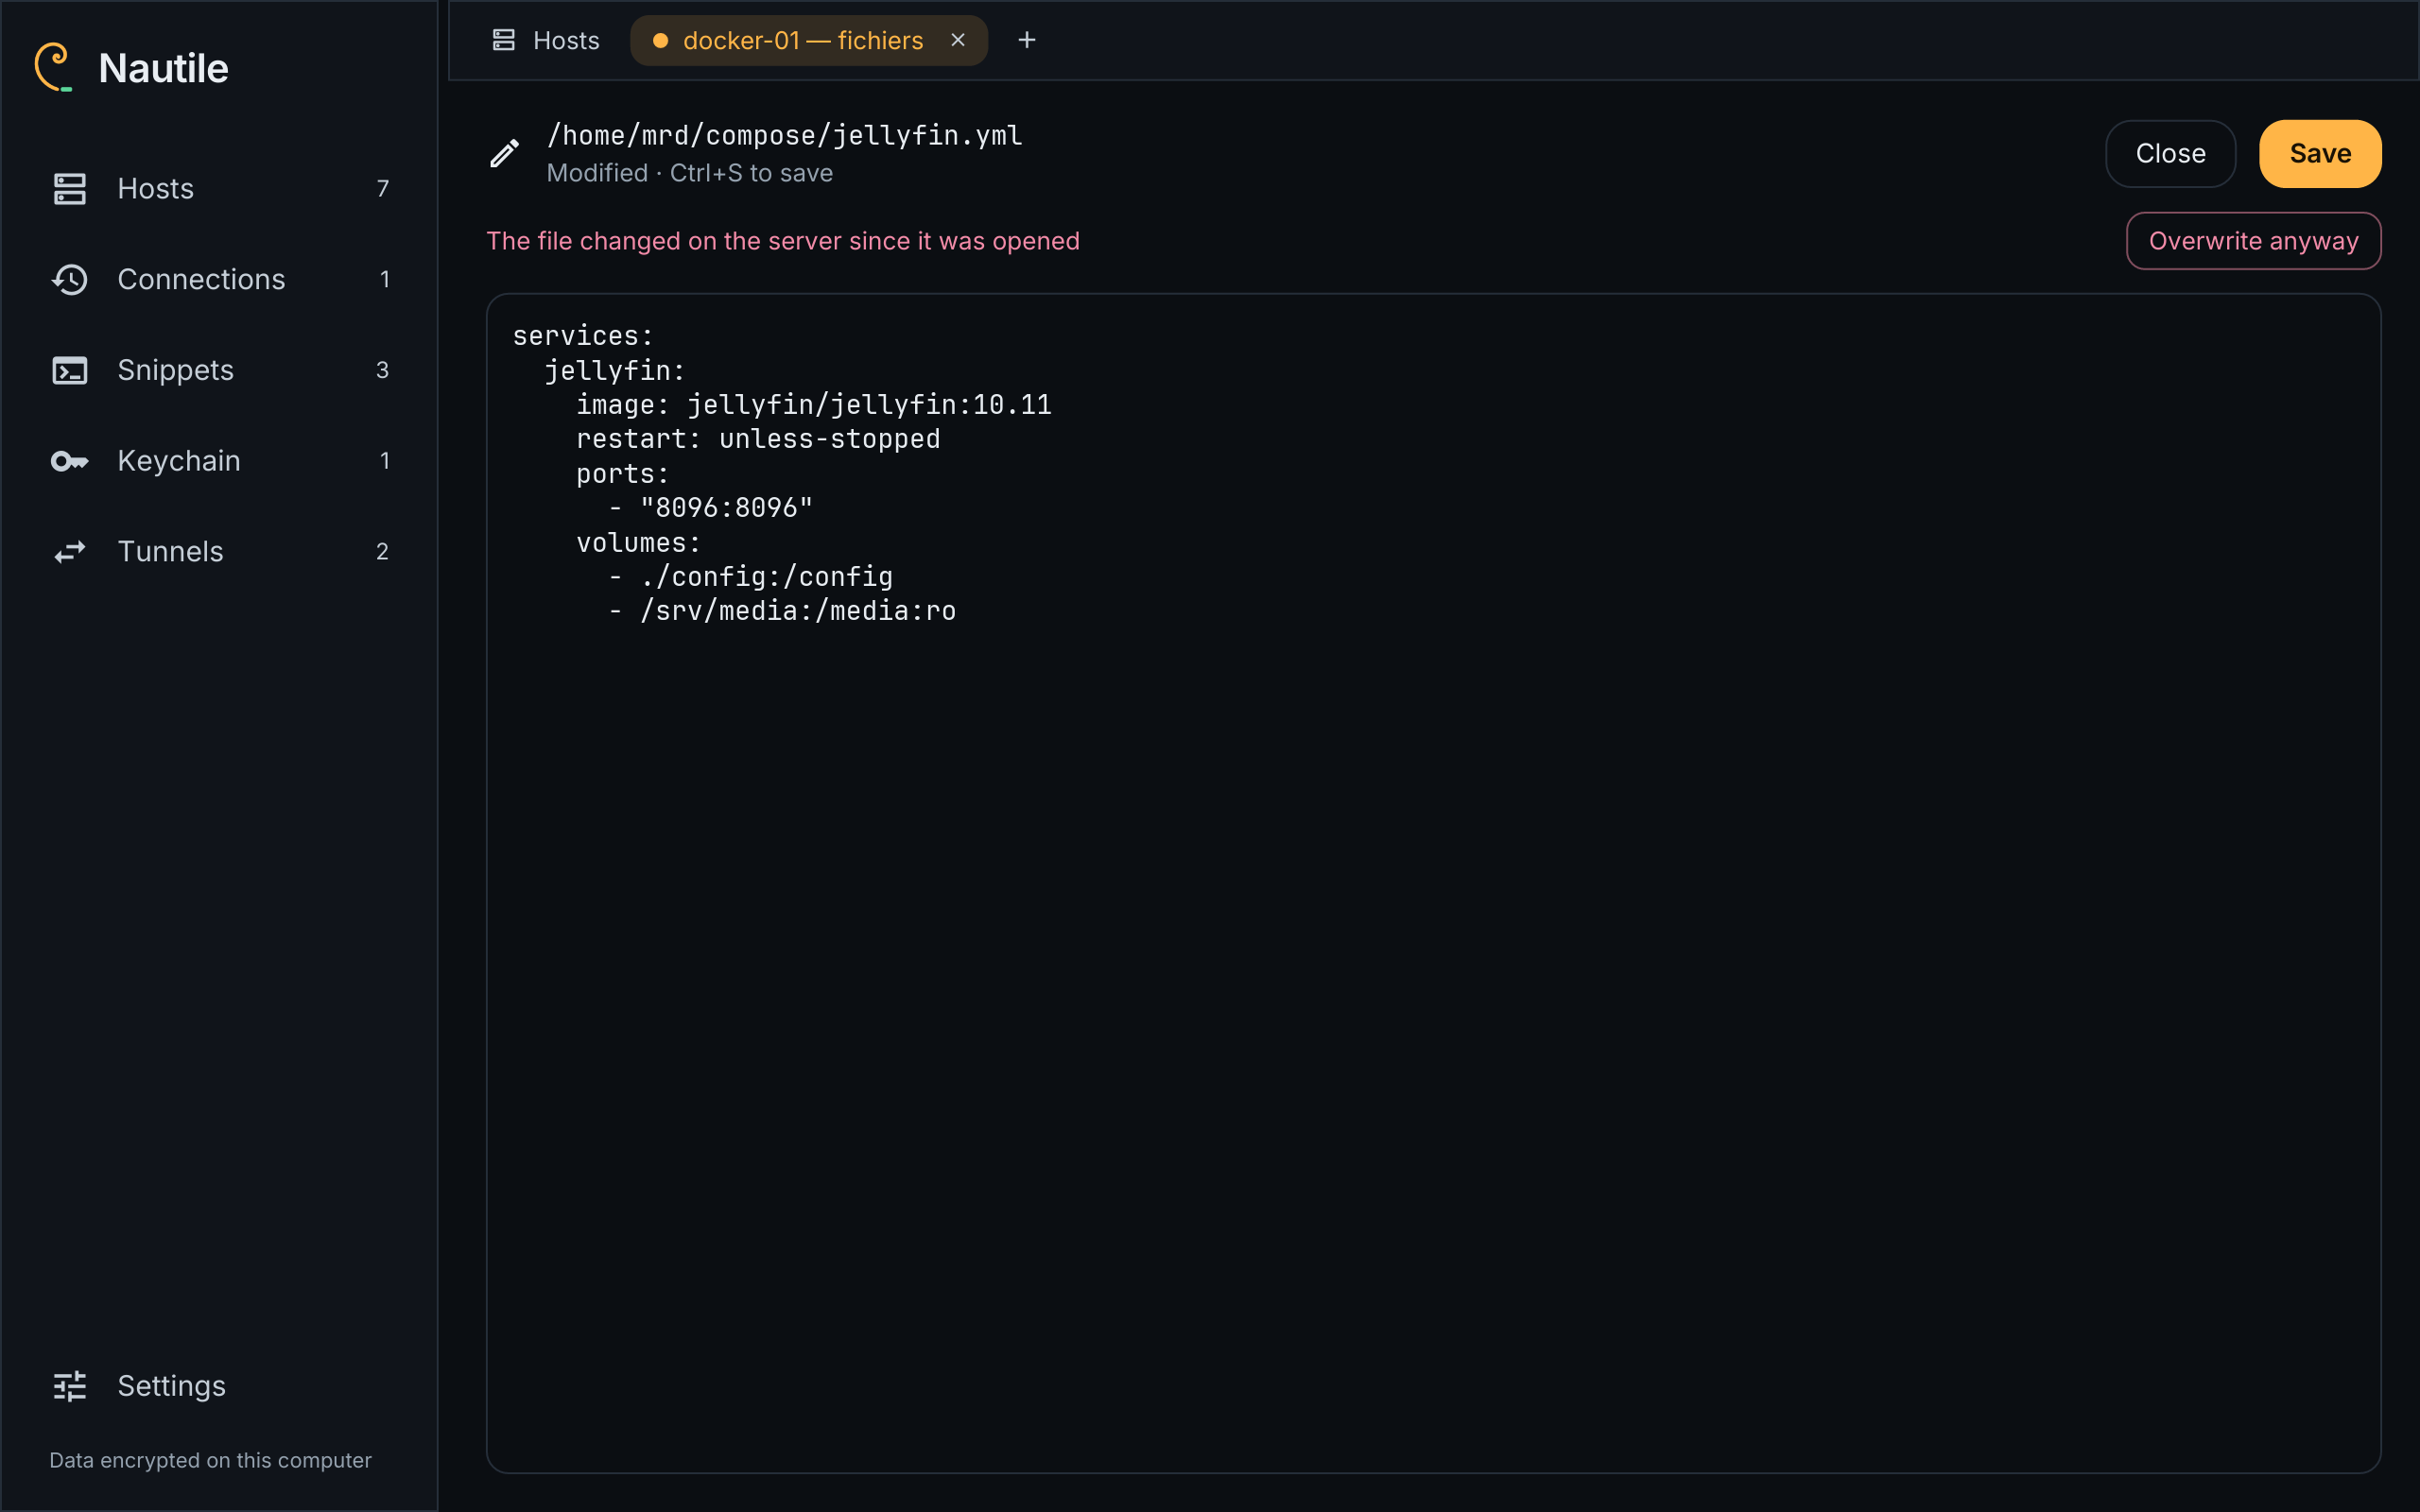 Nautile
Hosts 7
Connections 1
Snippets 3
Keychain 1
Tunnels 2
Settings
Data encrypted on this computer
Hosts
docker-01 — fichiers × +
/home/mrd/compose/jellyfin.yml
Modified · Ctrl+S to save
Close
Save
The file changed on the server since it was opened
Overwrite anyway
services:
  jellyfin:
    image: jellyfin/jellyfin:10.11
    restart: unless-stopped
    ports:
      - "8096:8096"
    volumes:
      - ./config:/config
      - /srv/media:/media:ro